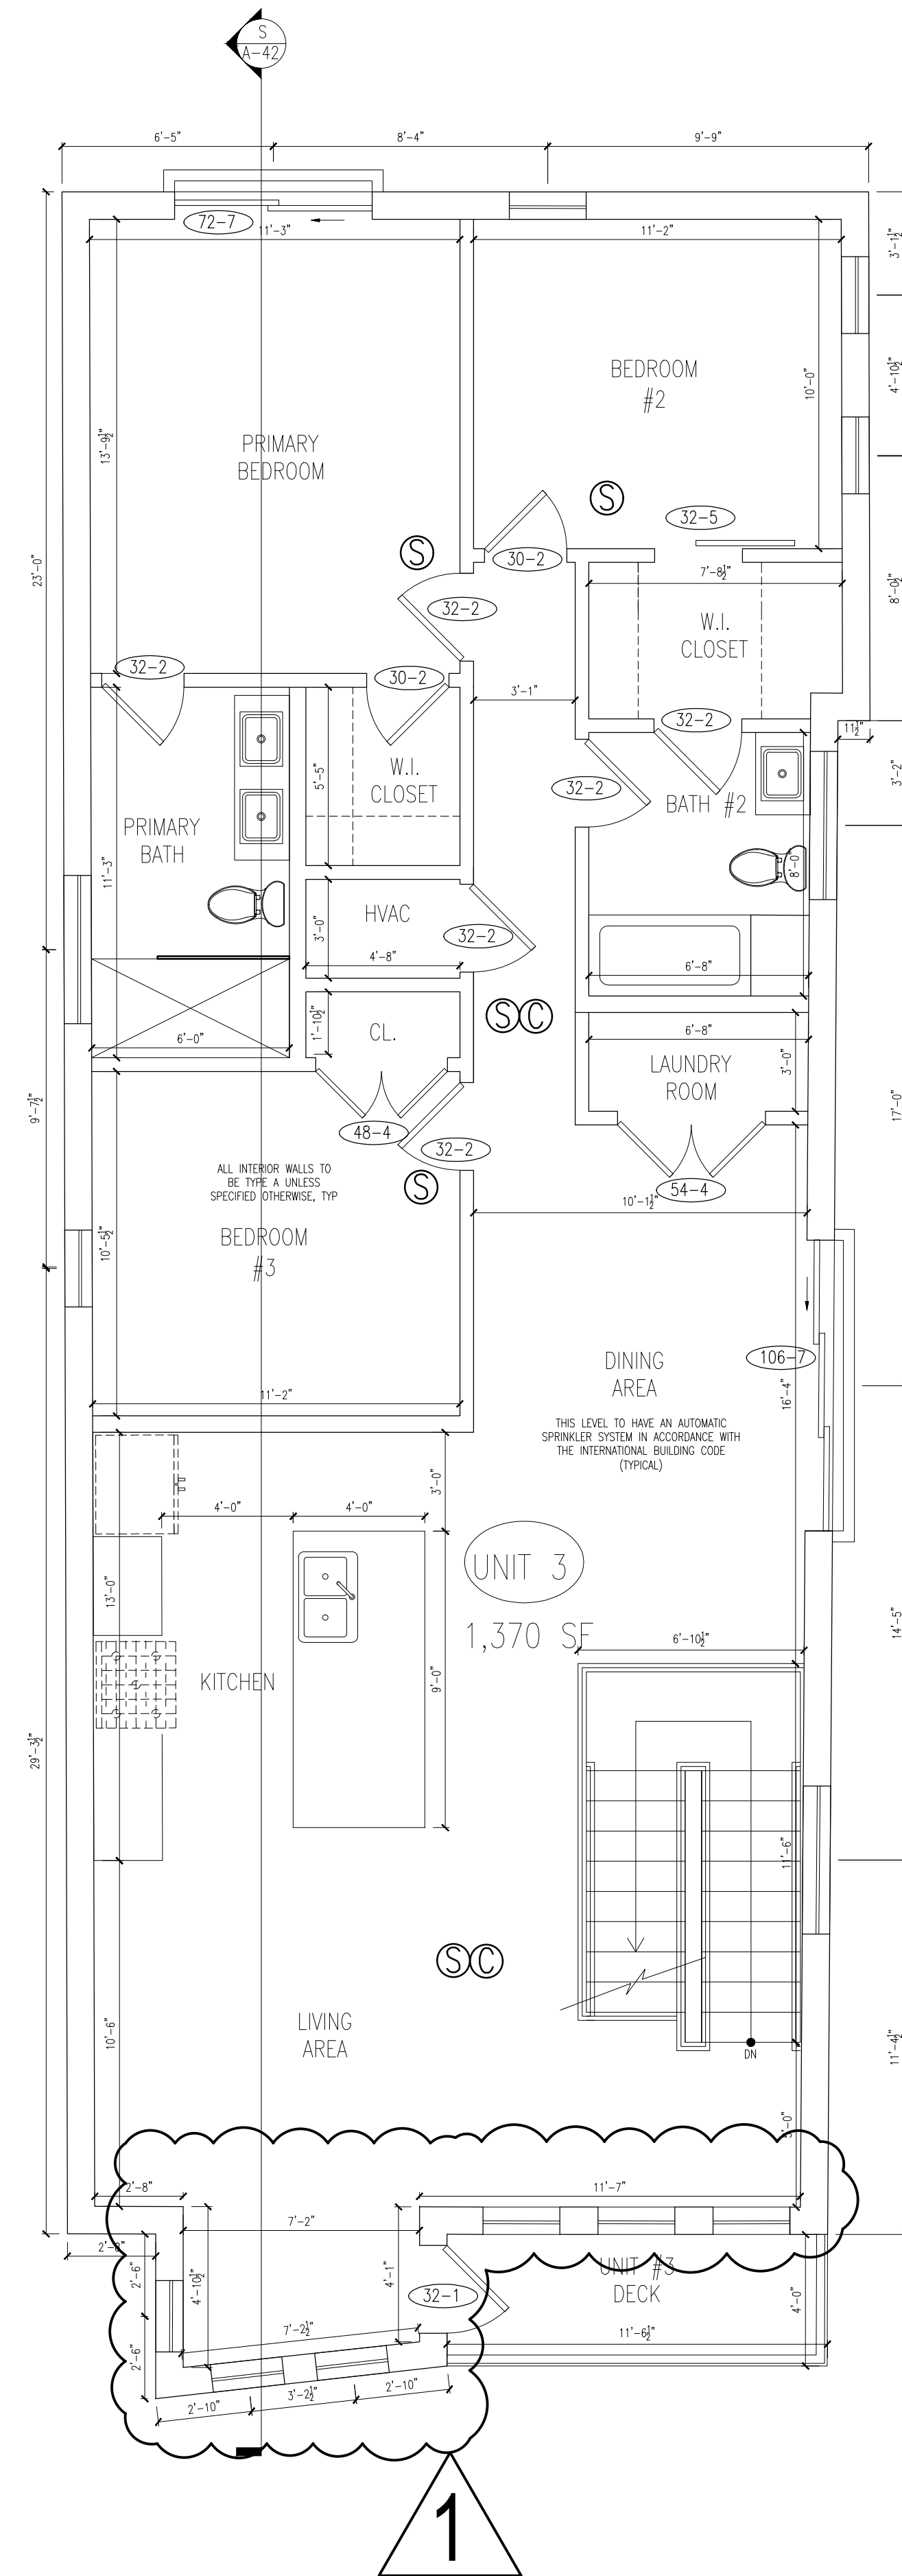 S
A-42
6'-5"
8'-4"
9'-9"
72-7
11'-3"
11'-2"
3'-1½"
BEDROOM
#2
10'-0"
4'-10½"
13'-9½"
PRIMARY
BEDROOM
S
32-5
23'-0"
S
30-2
7'-8½"
8'-0½"
32-2
W.I.
CLOSET
32-2
30-2
3'-1"
32-2
11½"
5'-5"
W.I.
CLOSET
32-2
BATH #2
3'-2"
PRIMARY
BATH
11'-3"
8'-0"
HVAC
3'-0"
32-2
4'-8"
6'-8"
1'-10½"
CL.
S C
6'-0"
6'-8"
LAUNDRY
ROOM
3'-0"
17'-0"
9'-7½"
48-4
32-2
ALL INTERIOR WALLS TO
BE TYPE A UNLESS
SPECIFIED OTHERWISE, TYP
S
54-4
10'-1½"
10'-5½"
BEDROOM
#3
DINING
AREA
106-7
16'-4"
11'-2"
THIS LEVEL TO HAVE AN AUTOMATIC
SPRINKLER SYSTEM IN ACCORDANCE WITH
THE INTERNATIONAL BUILDING CODE
(TYPICAL)
3'-0"
4'-0"
4'-0"
UNIT 3
13'-0"
1,370 SF
6'-10½"
14'-5"
KITCHEN
9'-0"
29'-3½"
11'-6"
S C
LIVING
AREA
10'-6"
DN
11'-4½"
5'-0"
2'-8"
11'-7"
7'-2"
2'-8"
2'-6"
4'-10½"
4'-1"
32-1
UNIT #3
DECK
4'-0"
7'-2½"
11'-6½"
2'-6"
2'-10"
3'-2½"
2'-10"
1